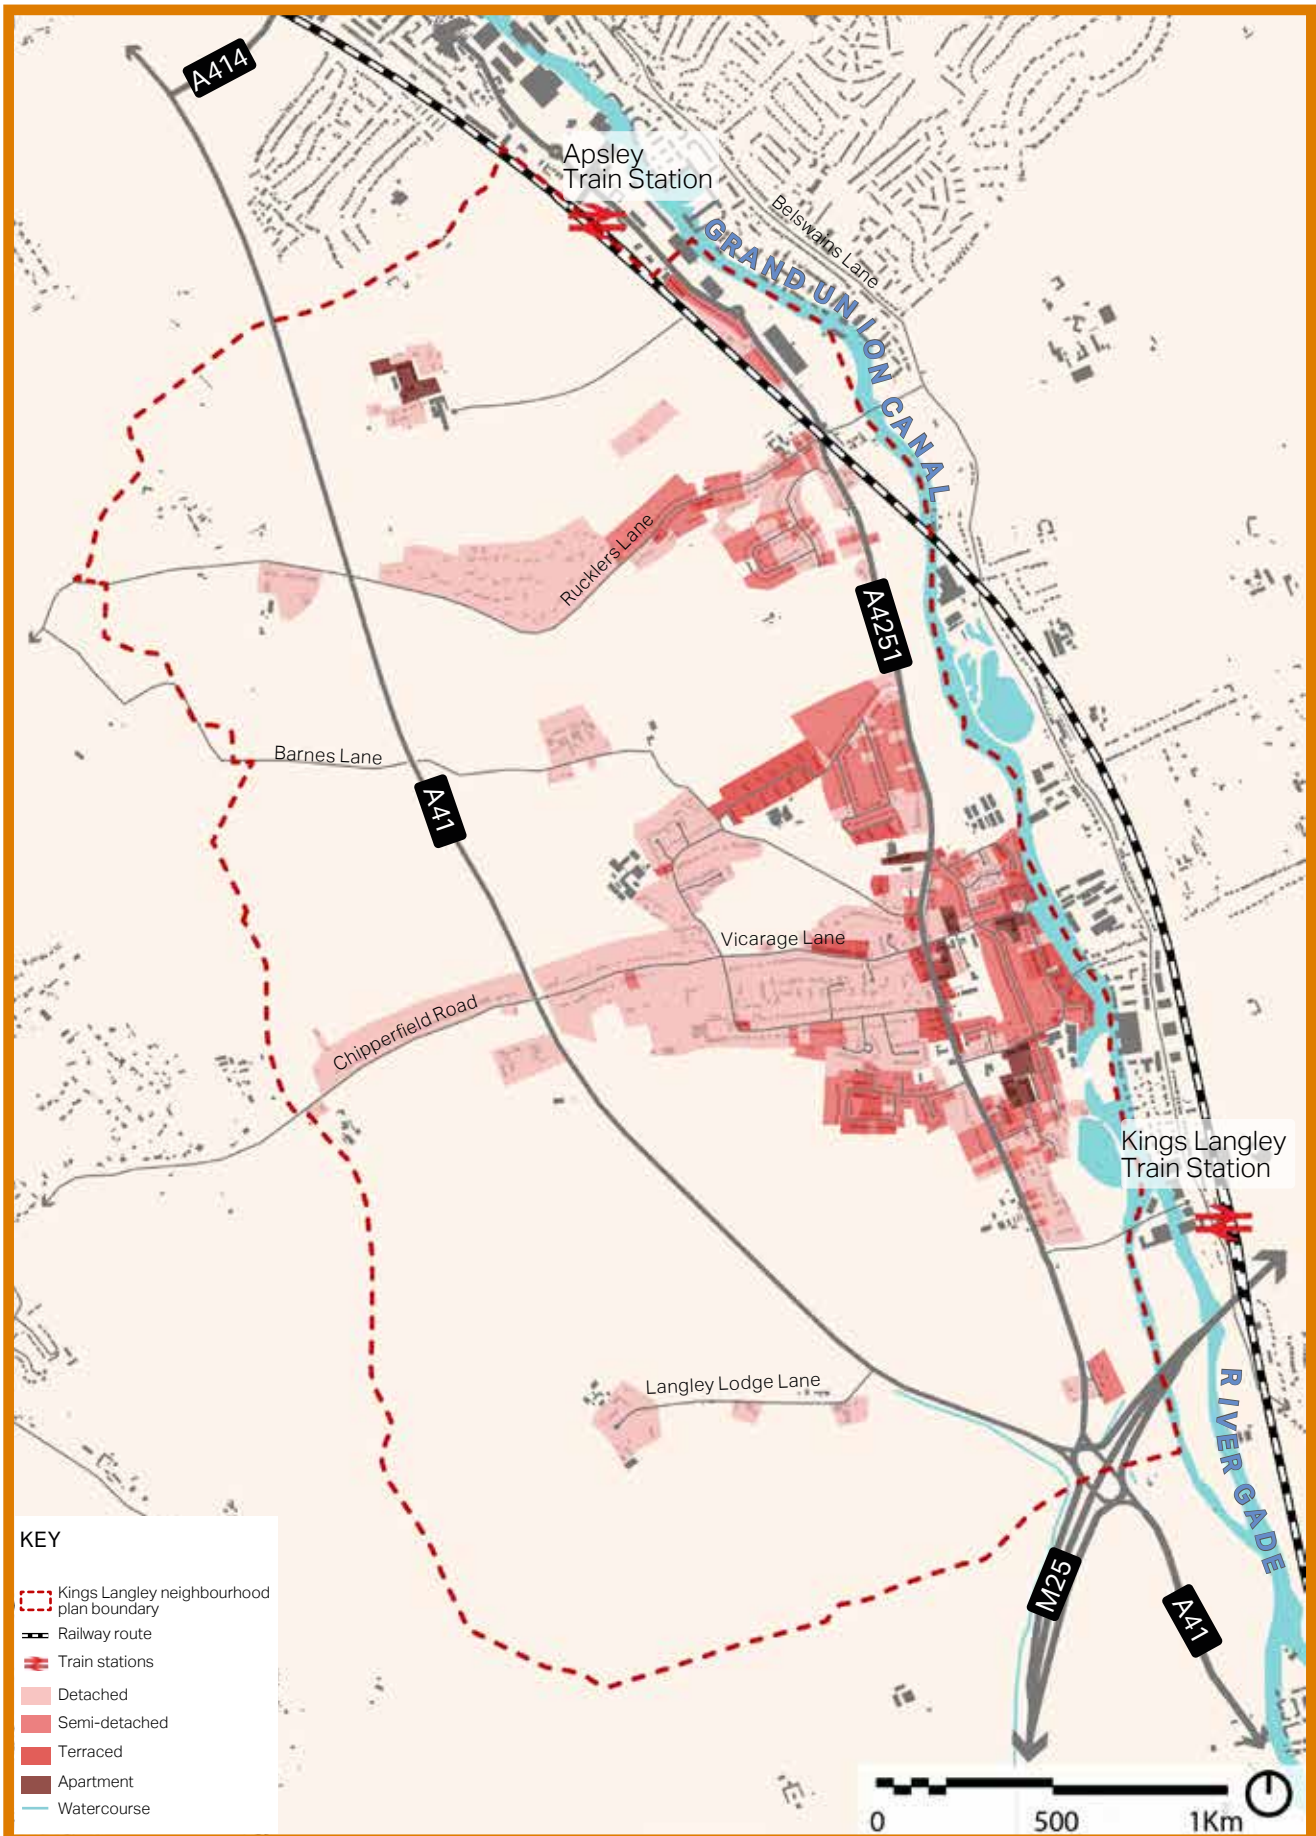 A414
Apsley
Train Station
Belswains Lane
GRAND UNION CANAL
Rucklers Lane
A4251
Barnes Lane
A41
Vicarage Lane
Chipperfield Road
Kings Langley
Train Station
Langley Lodge Lane
RIVER GADE
M25
A41
KEY
Kings Langley neighbourhood
plan boundary
Railway route
Train stations
Detached
Semi-detached
Terraced
Apartment
Watercourse
0 500 1Km